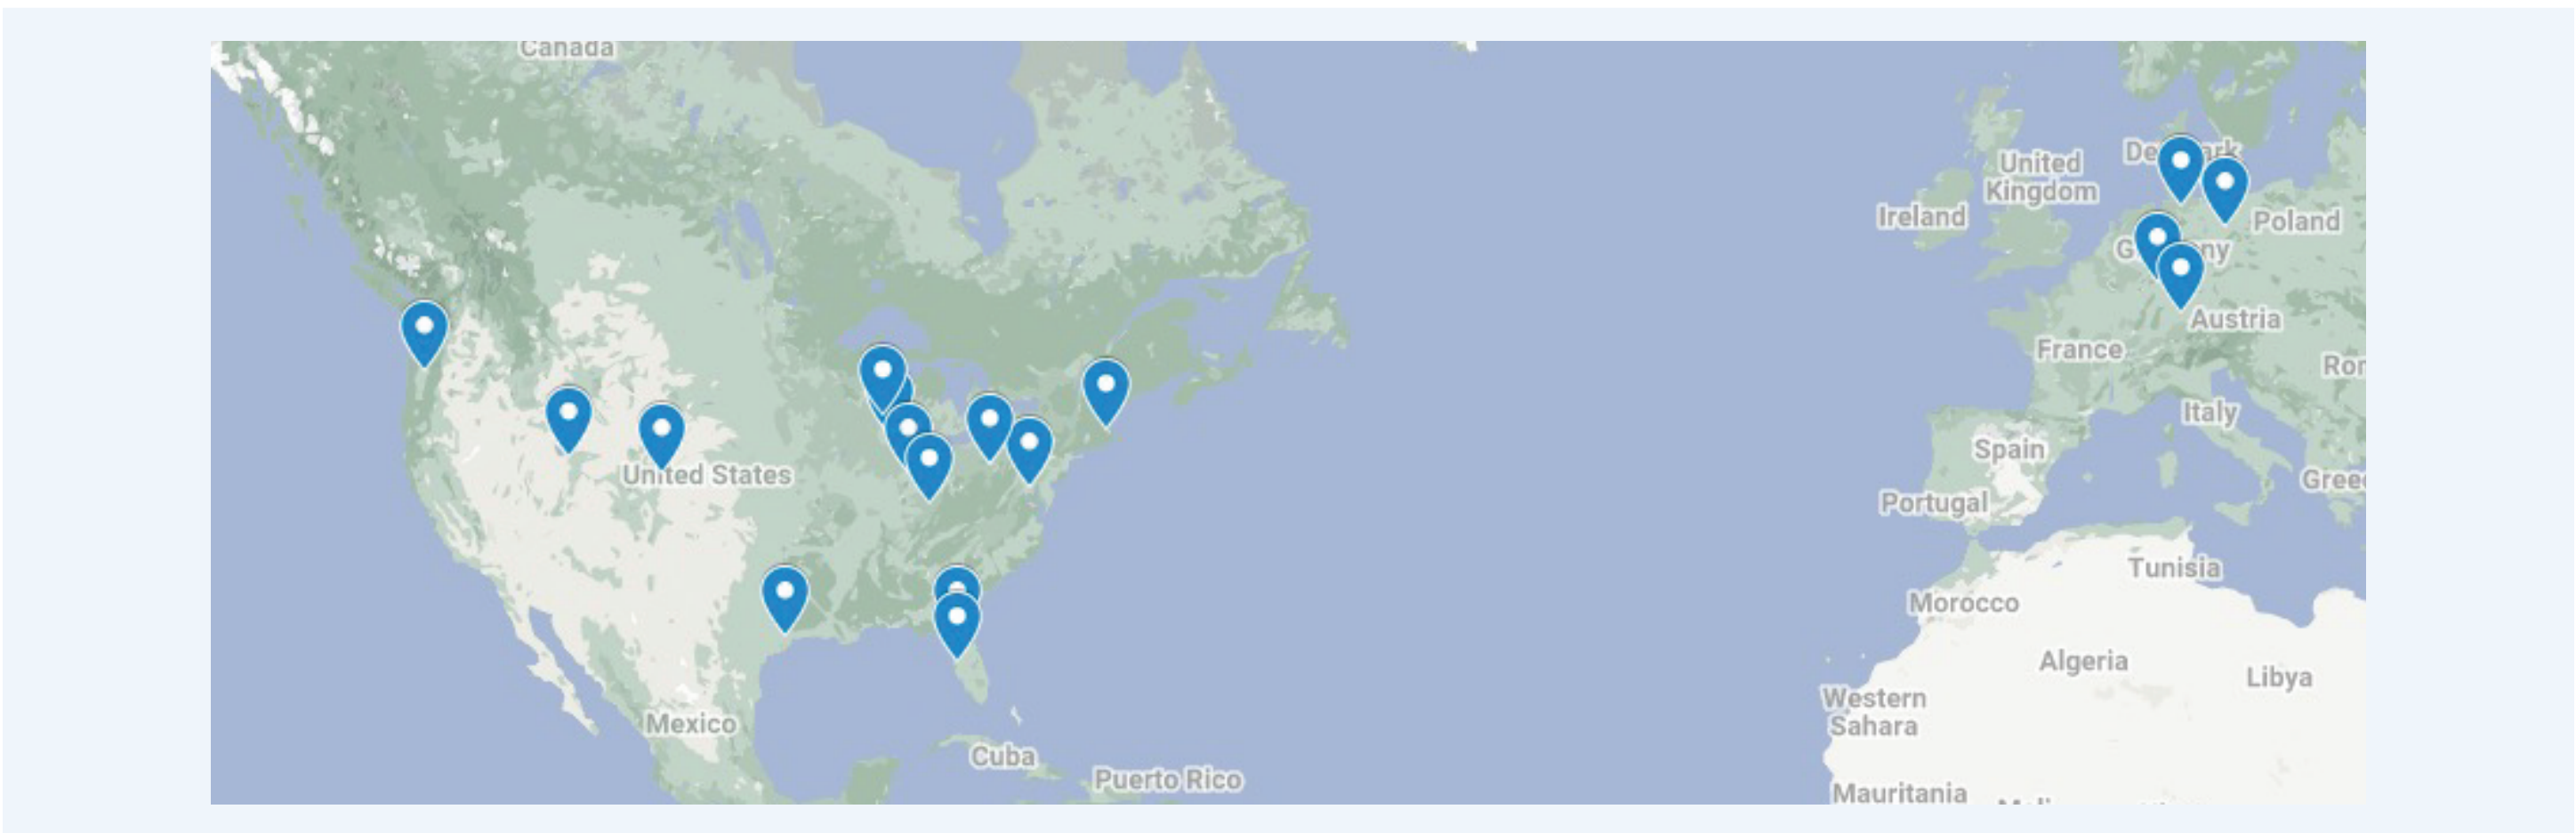 Canada
United
Kingdom
Ireland
Poland
Austria
France
Italy
Spain
Portugal
United States
Tunisia
Morocco
Algeria
Libya
Western
Sahara
Mexico
Cuba
Puerto Rico
Mauritania